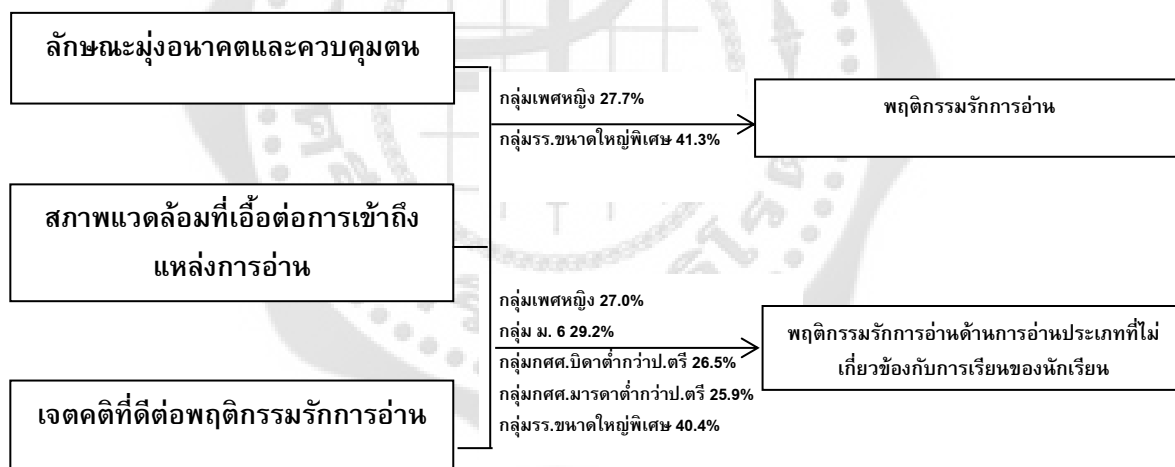 ลักษณะมุ่งอนาคตและควบคุมตน
กลุ่มเพศหญิง 27.7%
กลุ่มรร.ขนาดใหญ่พิเศษ 41.3%
พฤติกรรมรักการอ่าน
สภาพแวดล้อมที่เอื้อต่อการเข้าถึง
แหล่งการอ่าน
กลุ่มเพศหญิง 27.0%
กลุ่ม ม. 6 29.2%
กลุ่มกศศ.บิดาต่ำกว่าป.ตรี 26.5%
กลุ่มกศศ.มารดาต่ำกว่าป.ตรี 25.9%
กลุ่มรร.ขนาดใหญ่พิเศษ 40.4%
พฤติกรรมรักการอ่านด้านการอ่านประเภทที่ไม่
เกี่ยวข้องกับการเรียนของนักเรียน
เจตคติที่ดีต่อพฤติกรรมรักการอ่าน